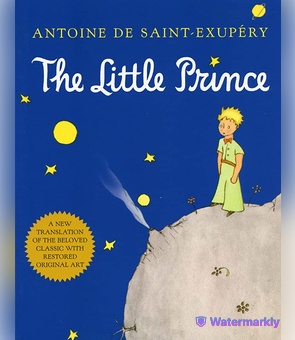 ANTOINE DE SAINT-EXUPÉRY
The Little Prince
A NEW
TRANSLATION
OF THE BELOVED
CLASSIC WITH
RESTORED
ORIGINAL ART
Watermarkly